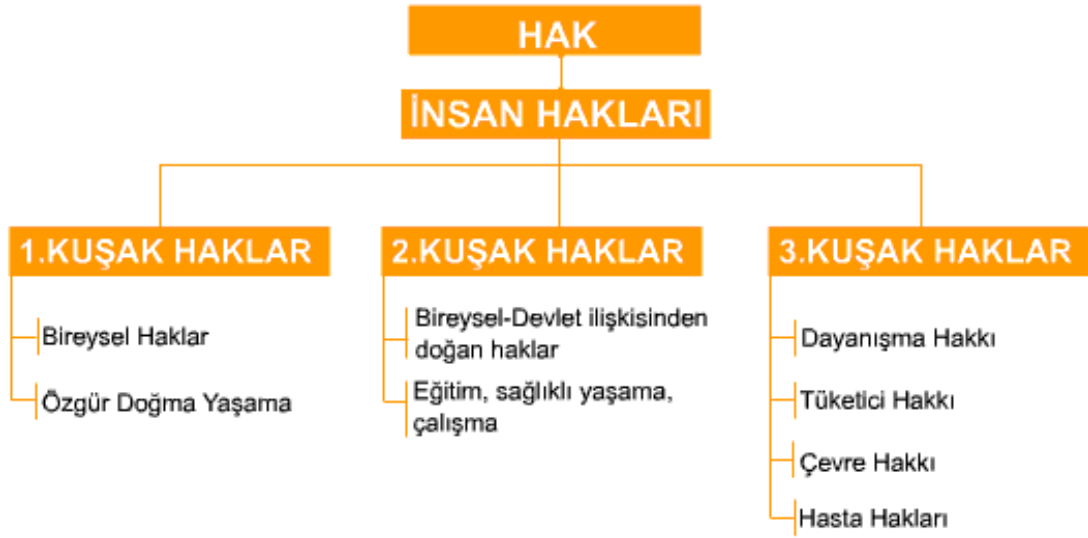 HAK
İNSAN HAKLARI
1.KUŞAK HAKLAR
Bireysel Haklar
Özgür Doğma Yaşama
2.KUŞAK HAKLAR
Bireysel-Devlet ilişkisinden
doğan haklar
Eğitim, sağlıklı yaşama,
çalışma
3.KUŞAK HAKLAR
Dayanışma Hakkı
Tüketici Hakkı
Çevre Hakkı
Hasta Hakları